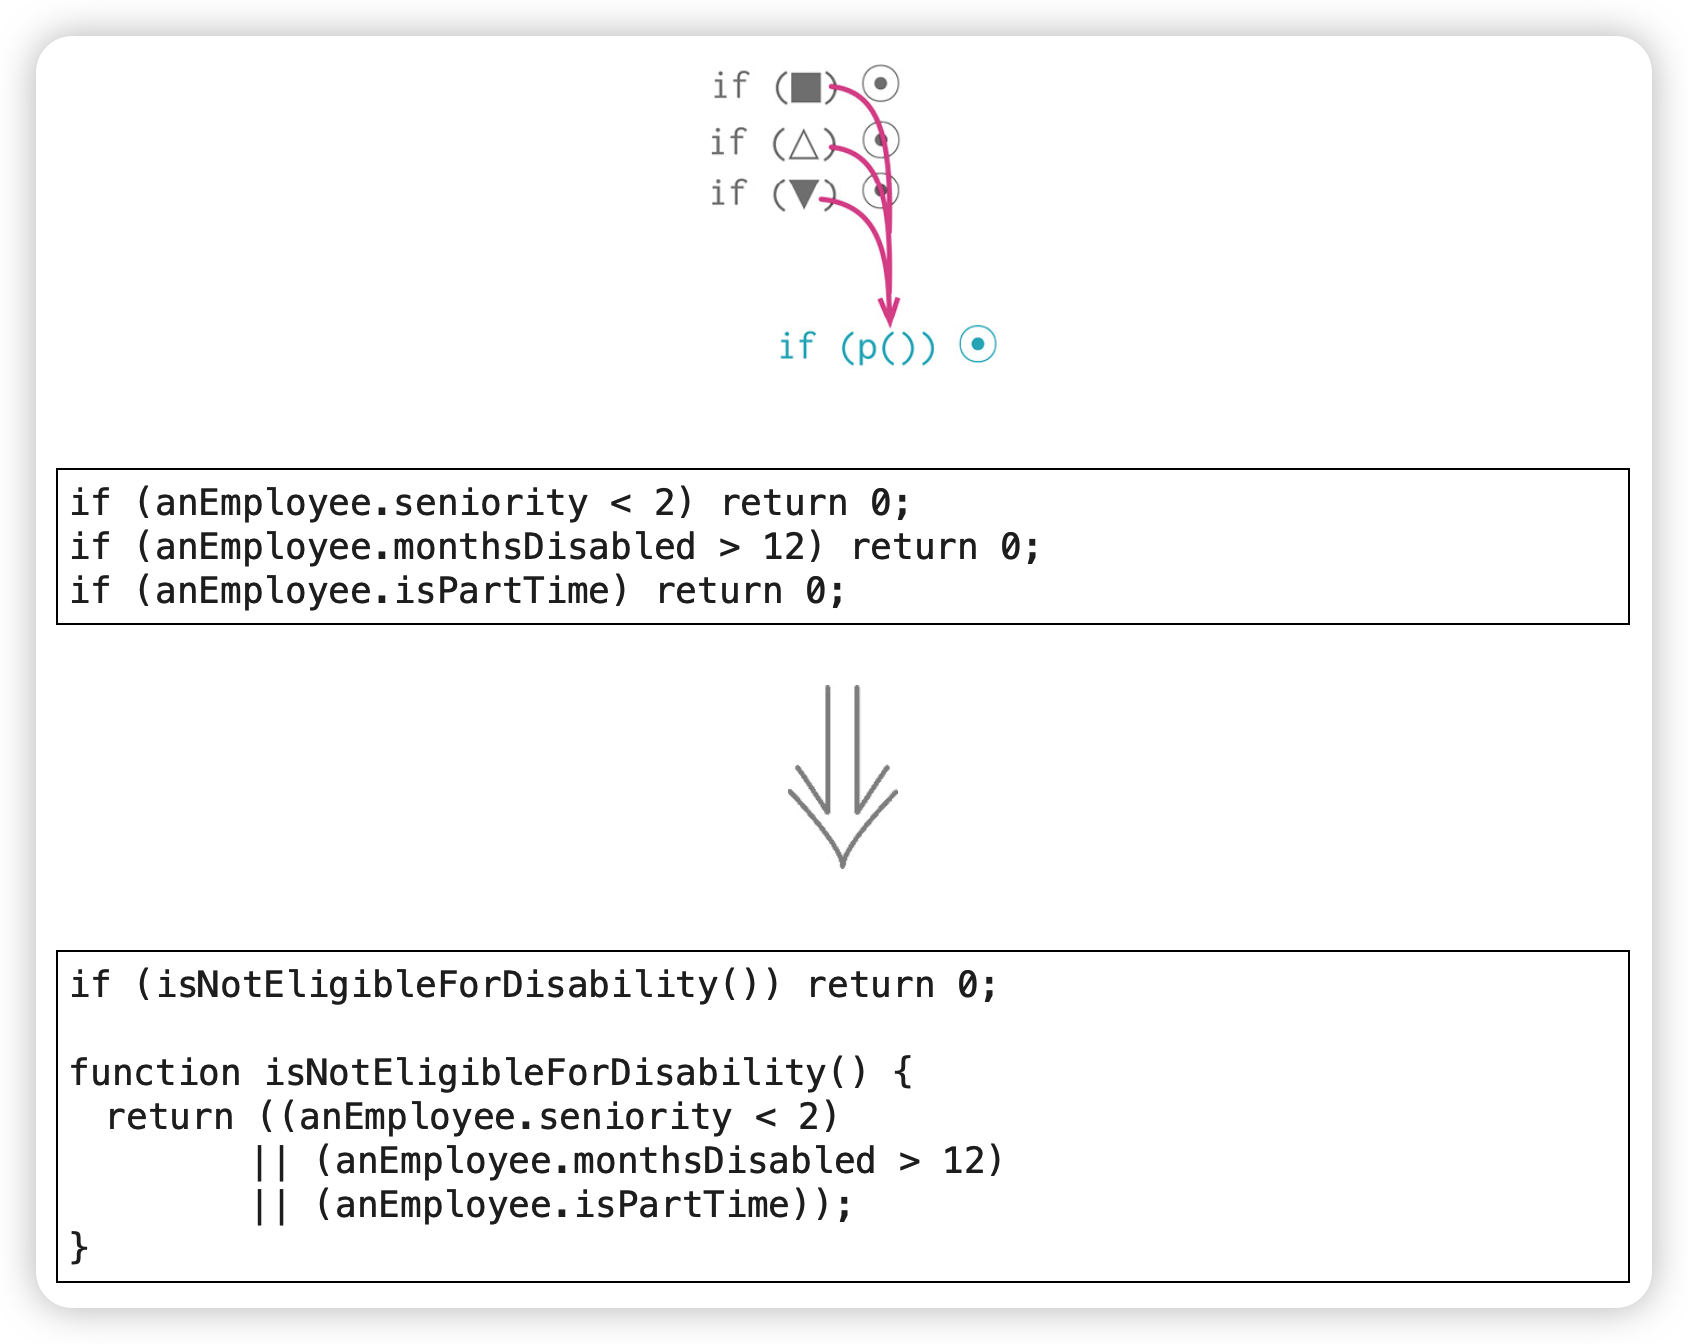 if (■) ⊙
if (△) ⊙
if (▼) ⊙
if (p()) ⊙
if (anEmployee.seniority < 2) return 0;
if (anEmployee.monthsDisabled > 12) return 0;
if (anEmployee.isPartTime) return 0;
if (isNotEligibleForDisability()) return 0;
function isNotEligibleForDisability() {
  return ((anEmployee.seniority < 2)
          || (anEmployee.monthsDisabled > 12)
          || (anEmployee.isPartTime));
}